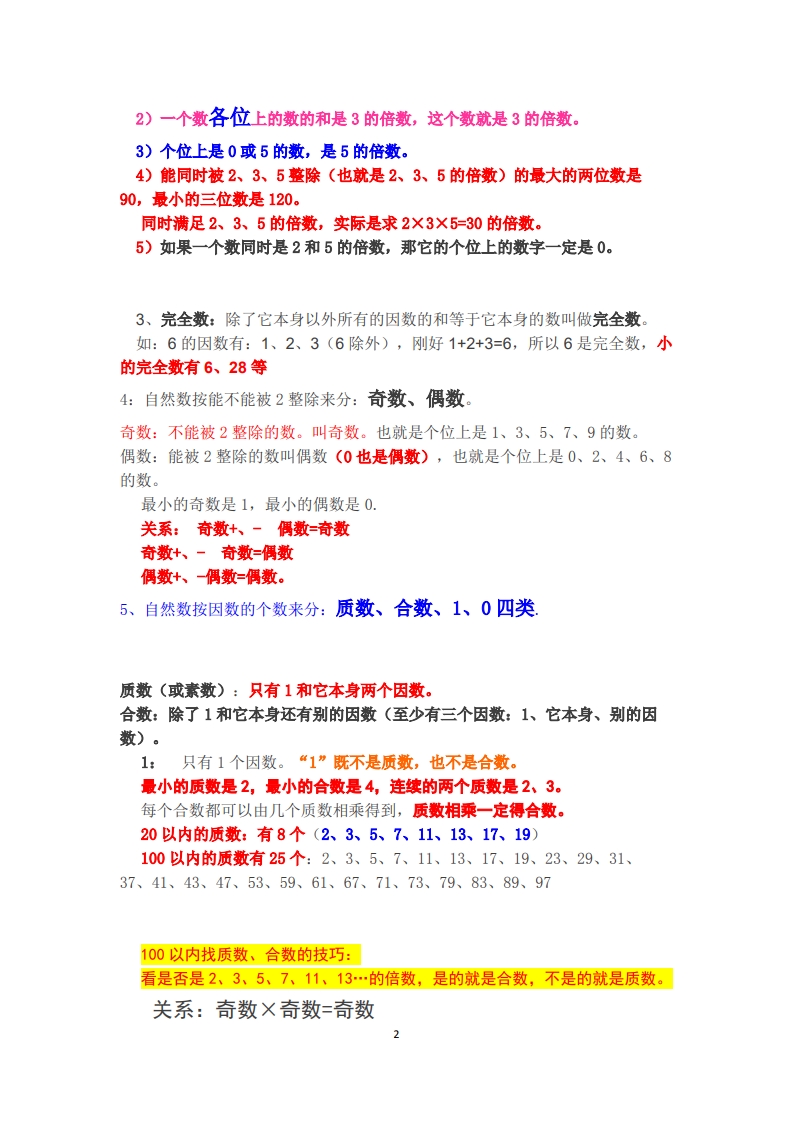 2）一个数各位上的数的和是 3 的倍数，这个数就是 3 的倍数。
3）个位上是 0 或 5 的数，是 5 的倍数。
4）能同时被 2、3、5 整除（也就是 2、3、5 的倍数）的最大的两位数是
90，最小的三位数是 120。
同时满足 2、3、5 的倍数，实际是求 2×3×5=30 的倍数。
5）如果一个数同时是 2 和 5 的倍数，那它的个位上的数字一定是 0。
3、完全数：除了它本身以外所有的因数的和等于它本身的数叫做完全数。
如：6 的因数有：1、2、3（6 除外），刚好 1+2+3=6，所以 6 是完全数，小
的完全数有 6、28 等
4：自然数按能不能被 2 整除来分：奇数、偶数。
奇数：不能被 2 整除的数。叫奇数。也就是个位上是 1、3、5、7、9 的数。
偶数：能被 2 整除的数叫偶数（0 也是偶数），也就是个位上是 0、2、4、6、8
的数。
最小的奇数是 1，最小的偶数是 0.
关系： 奇数+、- 偶数=奇数
奇数+、- 奇数=偶数
偶数+、-偶数=偶数。
5、自然数按因数的个数来分：质数、合数、1、0 四类.
质数（或素数）：只有 1 和它本身两个因数。
合数：除了 1 和它本身还有别的因数（至少有三个因数：1、它本身、别的因
数）。
1： 只有 1 个因数。“1”既不是质数，也不是合数。
最小的质数是 2，最小的合数是 4，连续的两个质数是 2、3。
每个合数都可以由几个质数相乘得到，质数相乘一定得合数。
20 以内的质数：有 8 个（2、3、5、7、11、13、17、19）
100 以内的质数有 25 个：2、3、5、7、11、13、17、19、23、29、31、
37、41、43、47、53、59、61、67、71、73、79、83、89、97
100 以内找质数、合数的技巧：
看是否是 2、3、5、7、11、13…的倍数，是的就是合数，不是的就是质数。
关系：奇数×奇数=奇数
2